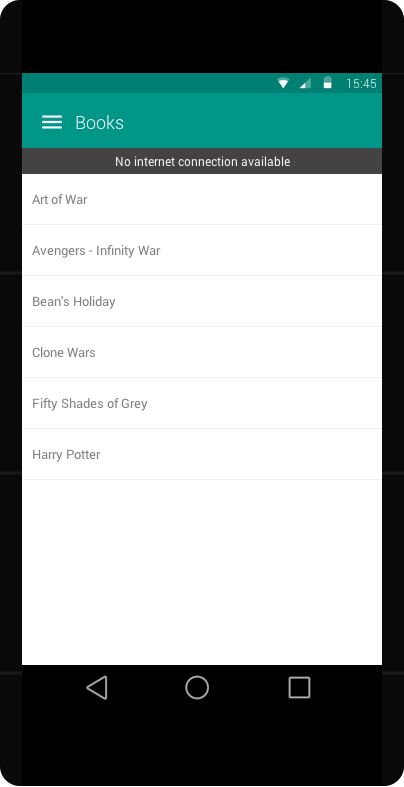 15:45
Books
No internet connection available
Art of War
Avengers - Infinity War
Bean's Holiday
Clone Wars
Fifty Shades of Grey
Harry Potter